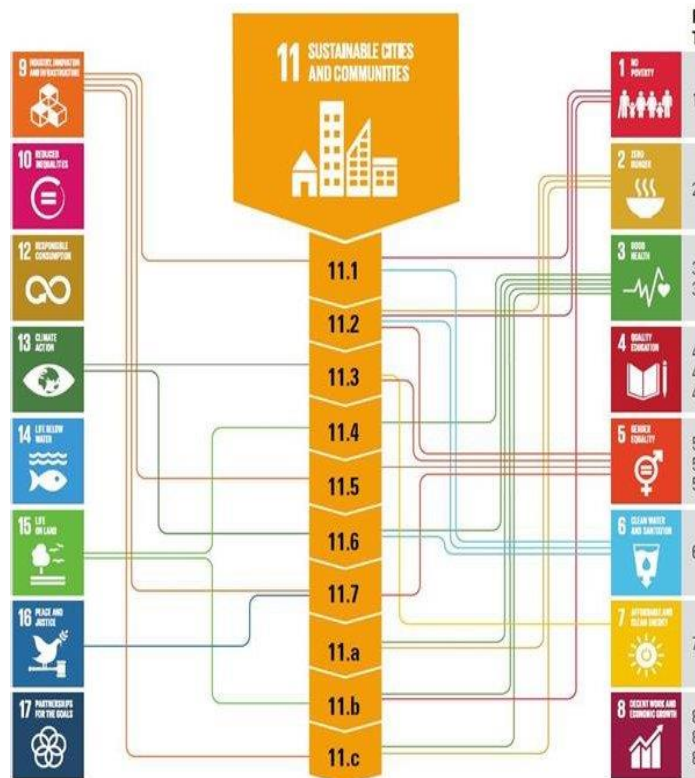 11 SUSTAINABLE CITIES
AND COMMUNITIES
9 INDUSTRY, INNOVATION
AND INFRASTRUCTURE
10 REDUCED
INEQUALITIES
12 RESPONSIBLE
CONSUMPTION
13 CLIMATE
ACTION
14 LIFE BELOW
WATER
15 LIFE
ON LAND
16 PEACE AND
JUSTICE
17 PARTNERSHIPS
FOR THE GOALS
11.1
11.2
11.3
11.4
11.5
11.6
11.7
11.a
11.b
11.c
1 NO
POVERTY
2 ZERO
HUNGER
3 GOOD
HEALTH
4 QUALITY
EDUCATION
5 GENDER
EQUALITY
6 CLEAN WATER
AND SANITATION
7 AFFORDABLE AND
CLEAN ENERGY
8 DECENT WORK AND
ECONOMIC GROWTH